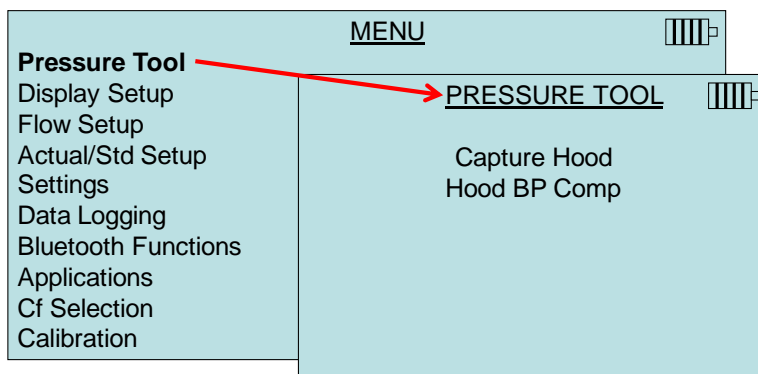 MENU
Pressure Tool
Display Setup
Flow Setup
Actual/Std Setup
Settings
Data Logging
Bluetooth Functions
Applications
Cf Selection
Calibration
PRESSURE TOOL
Capture Hood
Hood BP Comp